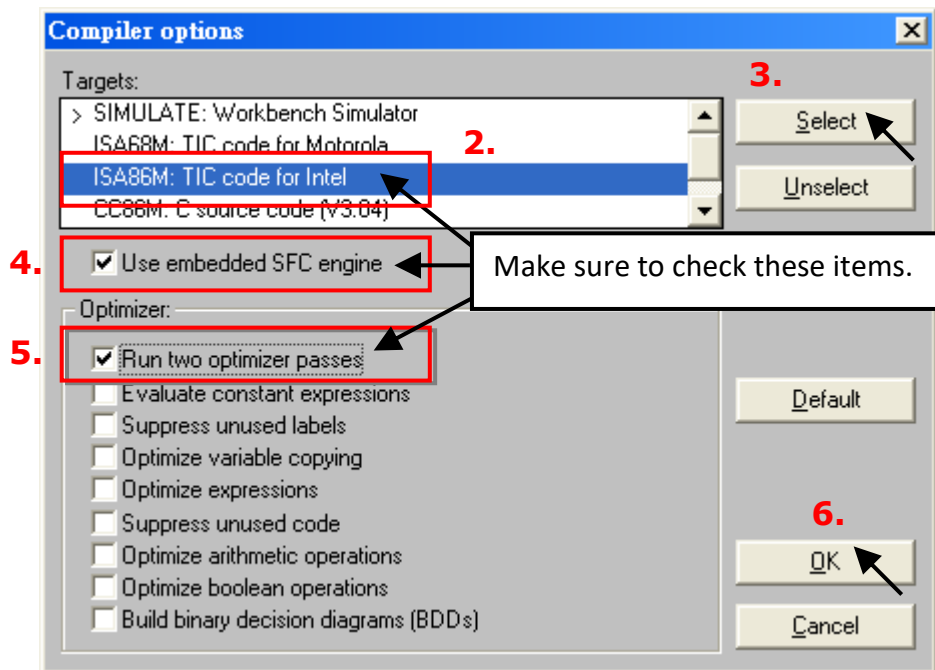 Compiler options
Targets:
3.
> SIMULATE: Workbench Simulator
Select
ISA68M: TIC code for Motorola
2.
ISA86M: TIC code for Intel
Unselect
CC86M: C source code (V3.04)
4.
Use embedded SFC engine
Make sure to check these items.
Optimizer:
5.
Run two optimizer passes
Evaluate constant expressions
Default
Suppress unused labels
Optimize variable copying
Optimize expressions
6.
Suppress unused code
Optimize arithmetic operations
OK
Optimize boolean operations
Build binary decision diagrams (BDDs)
Cancel